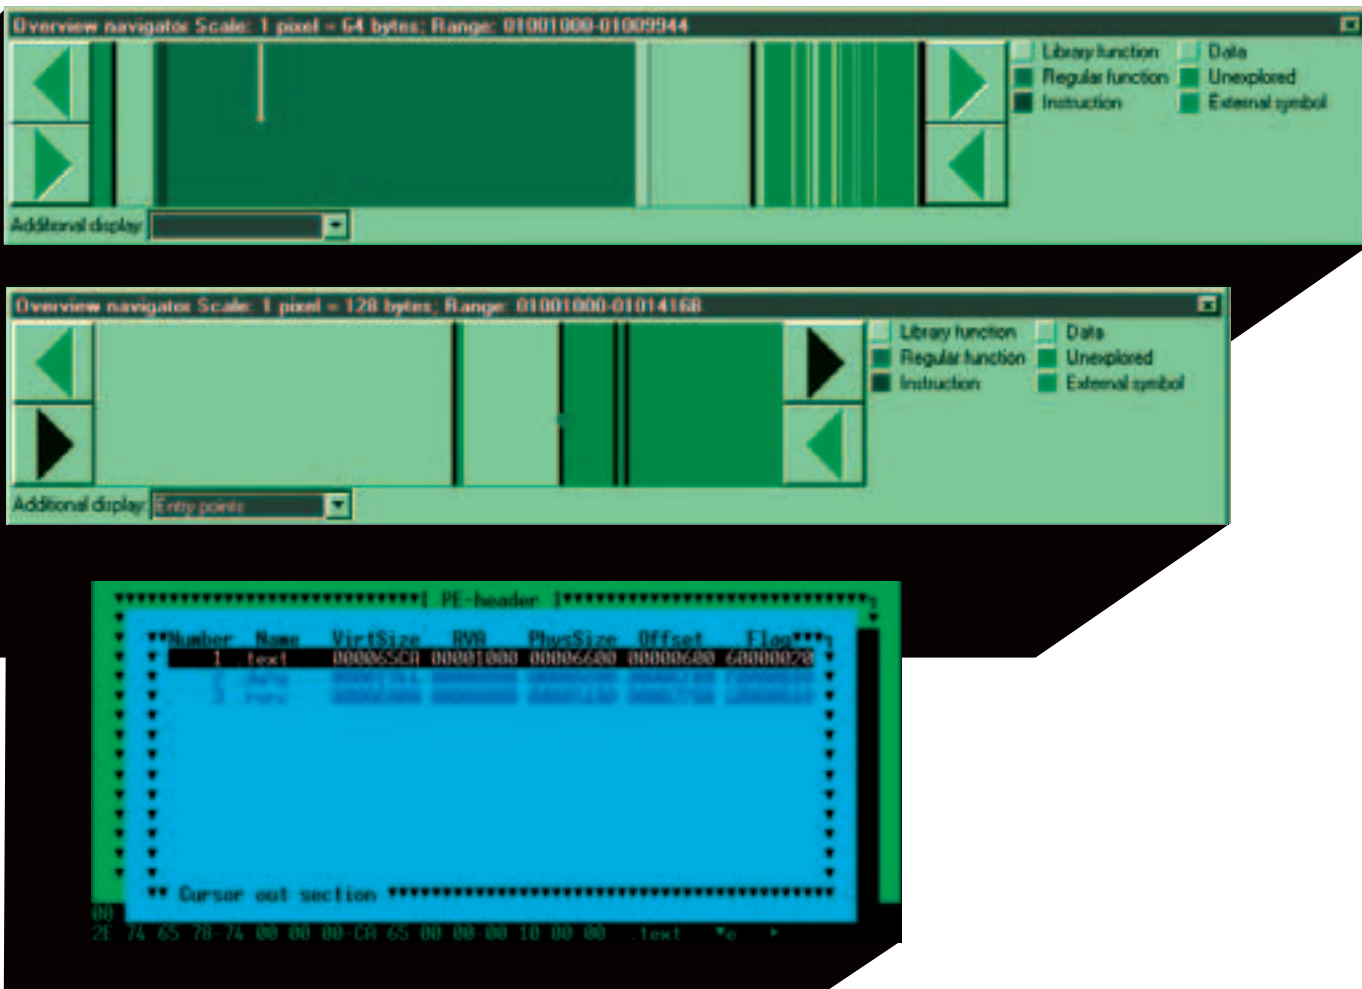 Overview navigator Scale: 1 pixel = 64 bytes; Range: 01001000-01009944
Library function Data
Regular function Unexplored
Instruction External symbol
Additional display
Overview navigator Scale: 1 pixel = 128 bytes; Range: 01001000-01014168
Library function Data
Regular function Unexplored
Instruction External symbol
Additional display Entry points
PE-header
Number Name VirtSize RVA PhysSize Offset Flag
1 .text 000065CA 00001000 00006600 00000600 60000020
2
3
Cursor out section
00
2E 74 65 78-74 00 00 00-CA 65 00 00-00 10 00 00 .text ▼e ►